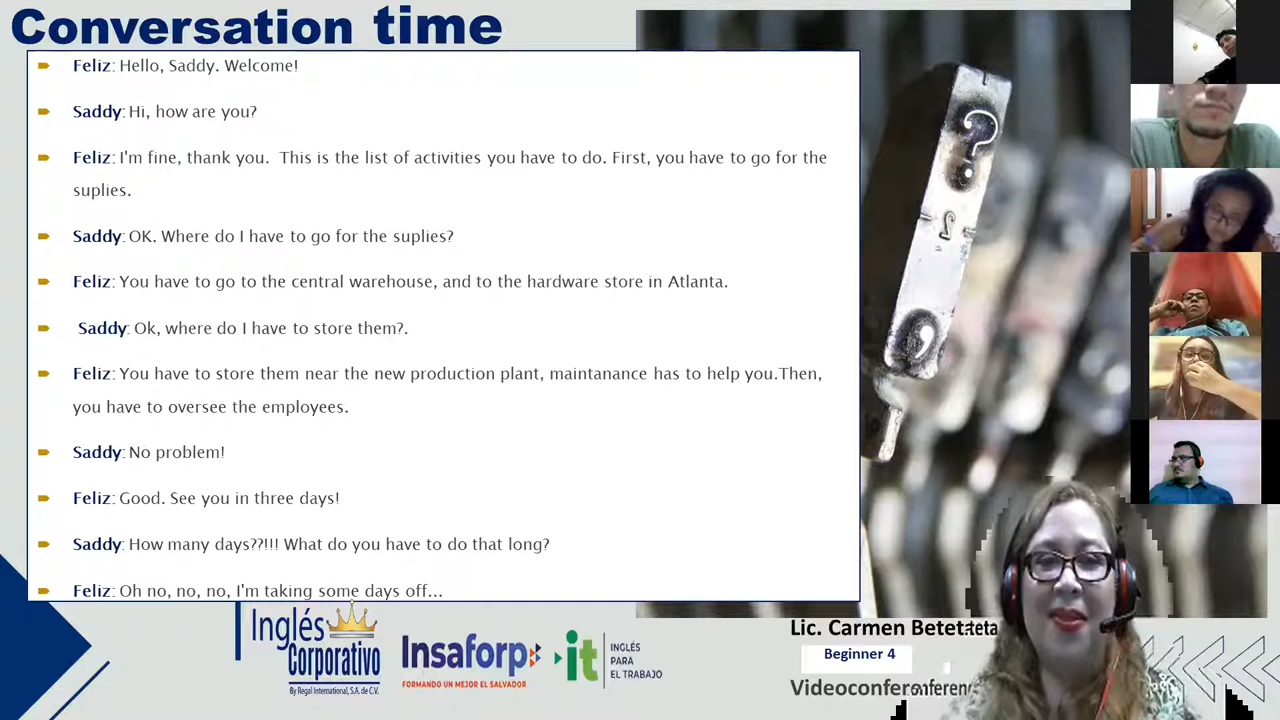 Conversation time
Feliz: Hello, Saddy. Welcome!
Saddy: Hi, how are you?
Feliz: I'm fine, thank you.  This is the list of activities you have to do. First, you have to go for the
suplies.
Saddy: OK. Where do I have to go for the suplies?
Feliz: You have to go to the central warehouse, and to the hardware store in Atlanta.
Saddy: Ok, where do I have to store them?.
Feliz: You have to store them near the new production plant, maintanance has to help you.Then,
you have to oversee the employees.
Saddy: No problem!
Feliz: Good. See you in three days!
Saddy: How many days??!!! What do you have to do that long?
Feliz: Oh no, no, no, I'm taking some days off...
?
2
Inglés
Corporativo
By Regal International, S.A. de C.V.
Insaforp
FORMANDO UN MEJOR EL SALVADOR
it
INGLÉS
PARA
EL TRABAJO
Lic. Carmen Beteta
Beginner 4